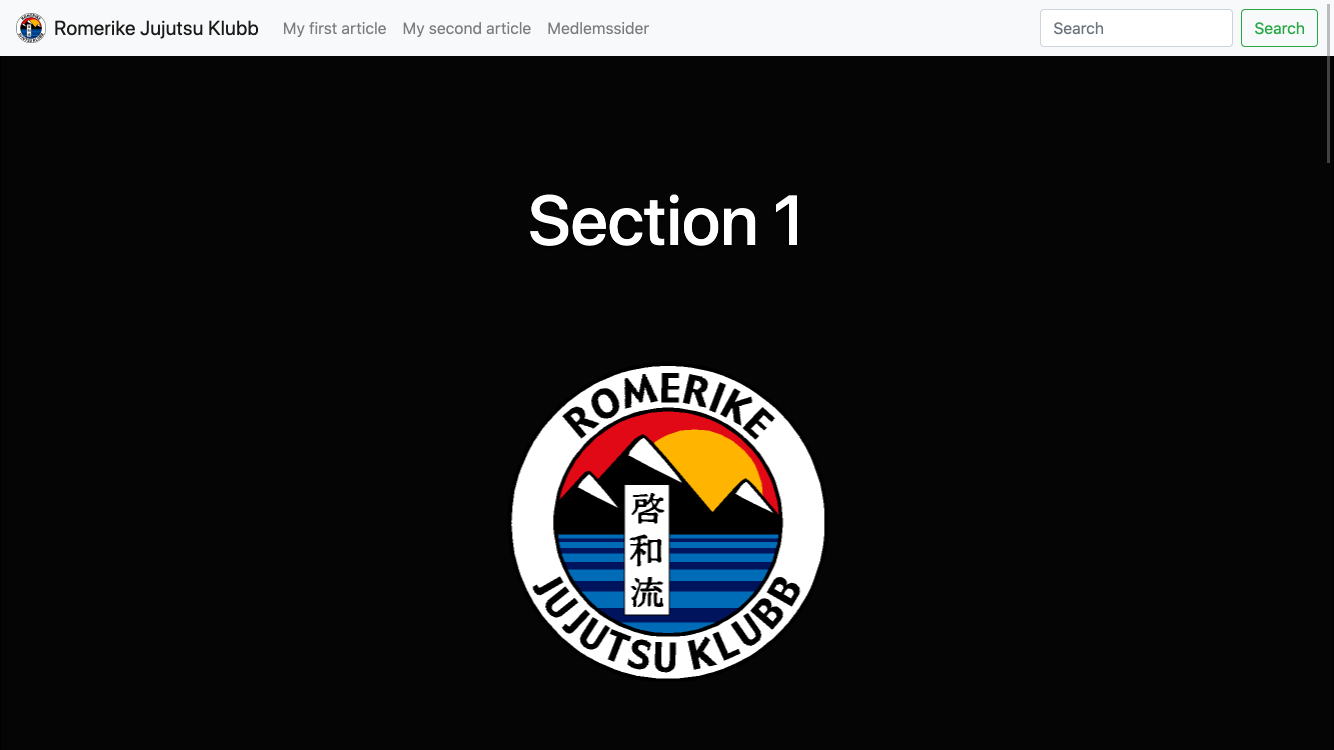 Romerike Jujutsu Klubb My first article My second article Medlemssider Search Search
Section 1
ROMERIKE
啓
和
流
JUJUTSU KLUBB